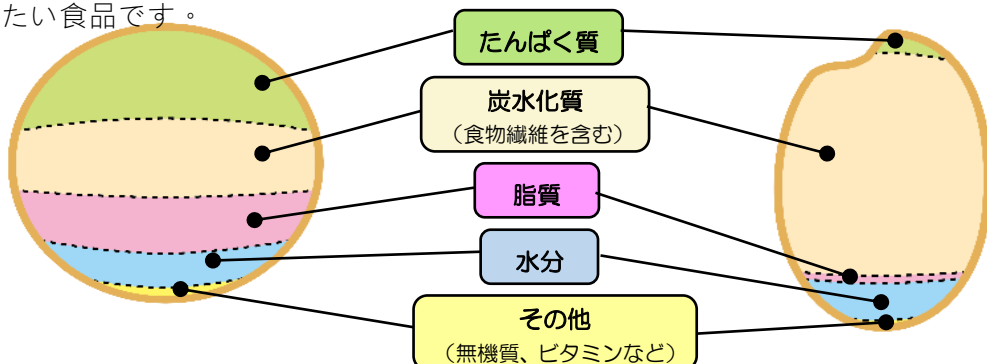 たい食品です。
たんぱく質
炭水化質
（食物繊維を含む）
脂質
水分
その他
（無機質、ビタミンなど）